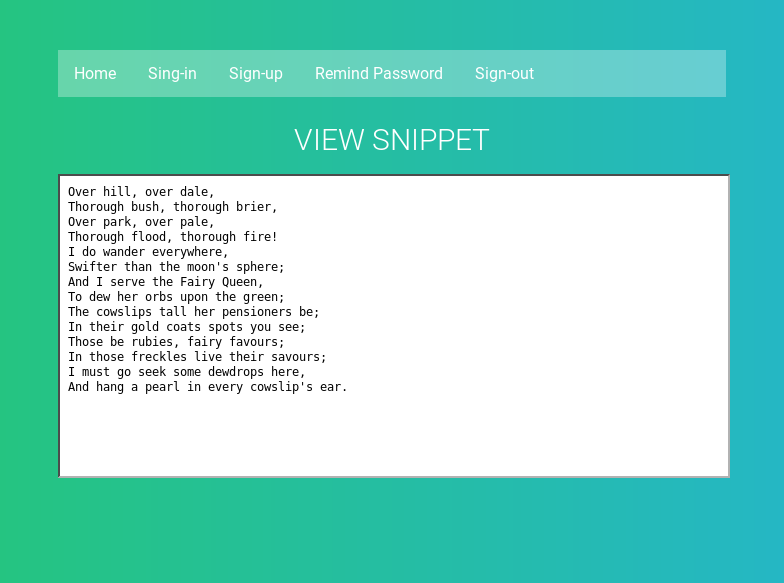 Home Sing-in Sign-up Remind Password Sign-out
VIEW SNIPPET
Over hill, over dale,
Thorough bush, thorough brier,
Over park, over pale,
Thorough flood, thorough fire!
I do wander everywhere,
Swifter than the moon's sphere;
And I serve the Fairy Queen,
To dew her orbs upon the green;
The cowslips tall her pensioners be;
In their gold coats spots you see;
Those be rubies, fairy favours;
In those freckles live their savours;
I must go seek some dewdrops here,
And hang a pearl in every cowslip's ear.